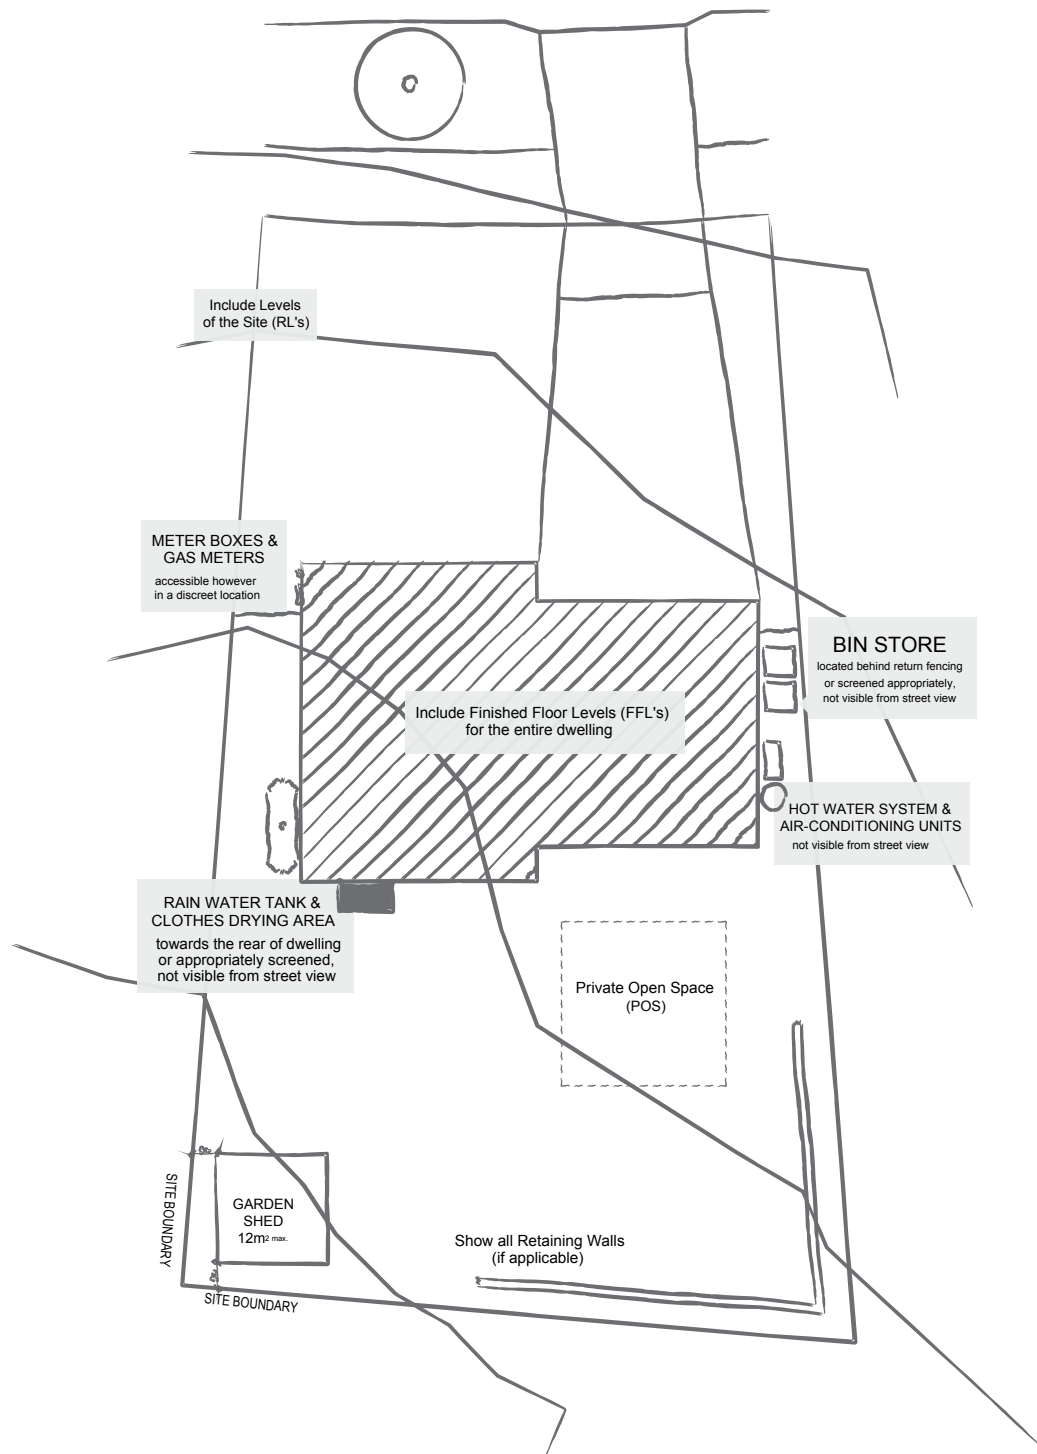 Include Levels
of the Site (RL's)
METER BOXES &
GAS METERS
accessible however
in a discreet location
BIN STORE
located behind return fencing
or screened appropriately,
not visible from street view
Include Finished Floor Levels (FFL's)
for the entire dwelling
HOT WATER SYSTEM &
AIR-CONDITIONING UNITS
not visible from street view
RAIN WATER TANK &
CLOTHES DRYING AREA
towards the rear of dwelling
or appropriately screened,
not visible from street view
Private Open Space
(POS)
SITE BOUNDARY
GARDEN
SHED
12m² max.
Show all Retaining Walls
(if applicable)
SITE BOUNDARY